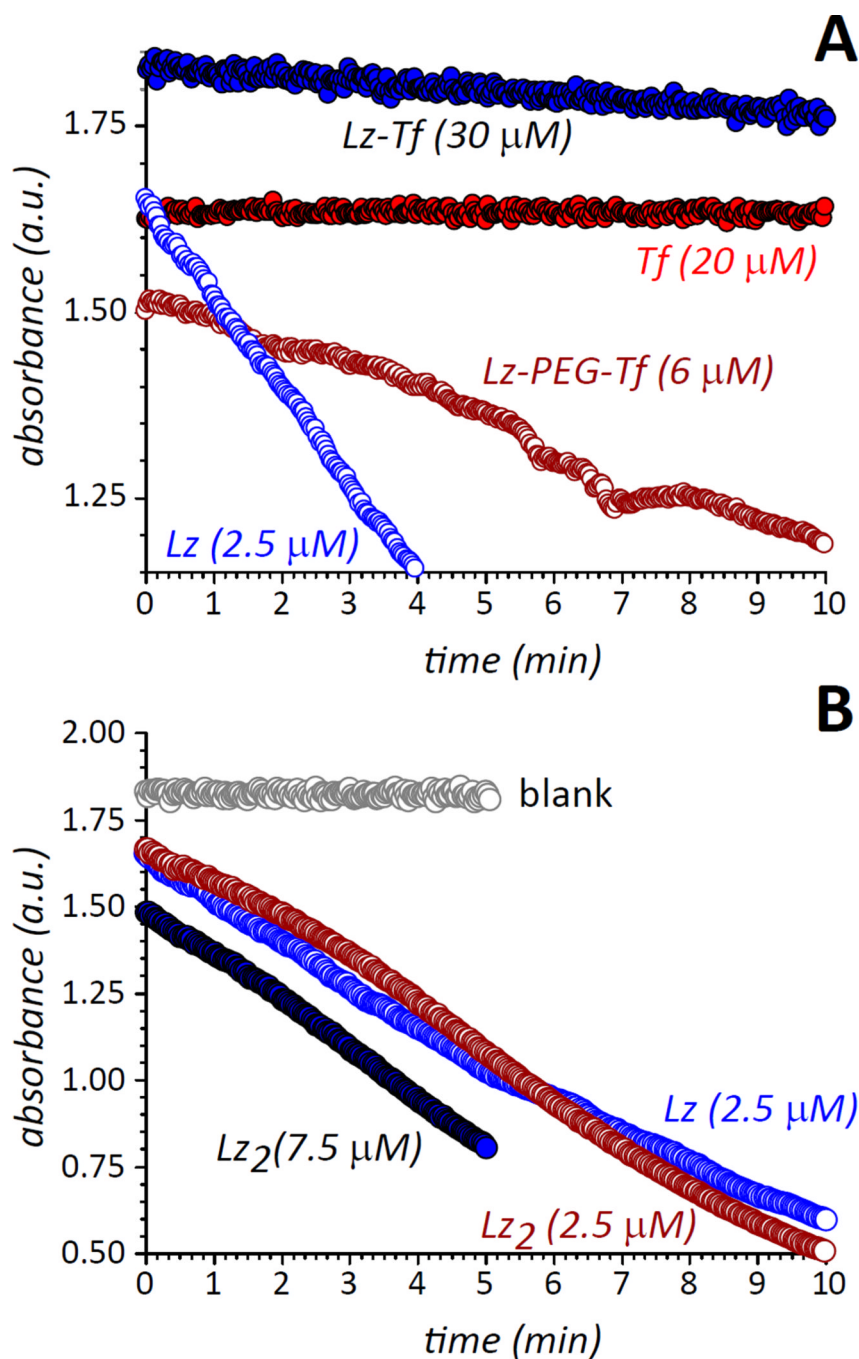 A
absorbance (a.u.)
1.75
1.50
1.25
Lz-Tf (30 μM)
Tf (20 μM)
Lz-PEG-Tf (6 μM)
Lz (2.5 μM)
0 1 2 3 4 5 6 7 8 9 10
time (min)
B
absorbance (a.u.)
2.00
1.75
1.50
1.25
1.00
0.75
0.50
blank
Lz (2.5 μM)
Lz2(7.5 μM)
Lz2 (2.5 μM)
0 1 2 3 4 5 6 7 8 9 10
time (min)